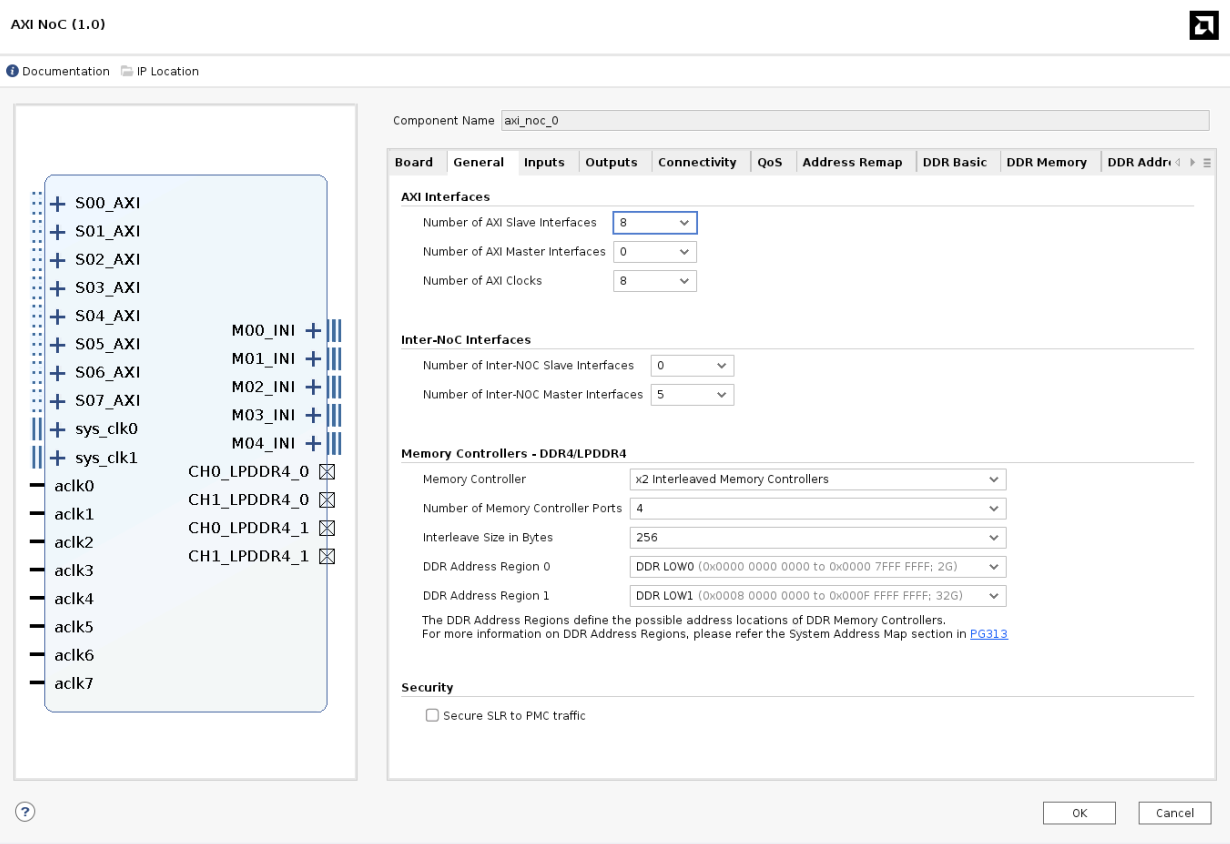 AXI NoC (1.0)
Documentation IP Location
Component Name axi_noc_0
Board General Inputs Outputs Connectivity QoS Address Remap DDR Basic DDR Memory DDR Addr
S00_AXI
S01_AXI
S02_AXI
S03_AXI
S04_AXI
S05_AXI
S06_AXI
S07_AXI
sys_clk0
sys_clk1
aclk0
aclk1
aclk2
aclk3
aclk4
aclk5
aclk6
aclk7
M00_INI
M01_INI
M02_INI
M03_INI
M04_INI
CH0_LPDDR4_0
CH1_LPDDR4_0
CH0_LPDDR4_1
CH1_LPDDR4_1
AXI Interfaces
Number of AXI Slave Interfaces 8
Number of AXI Master Interfaces 0
Number of AXI Clocks 8
Inter-NoC Interfaces
Number of Inter-NOC Slave Interfaces 0
Number of Inter-NOC Master Interfaces 5
Memory Controllers - DDR4/LPDDR4
Memory Controller x2 Interleaved Memory Controllers
Number of Memory Controller Ports 4
Interleave Size in Bytes 256
DDR Address Region 0 DDR LOW0 (0x0000 0000 0000 to 0x0000 7FFF FFFF; 2G)
DDR Address Region 1 DDR LOW1 (0x0008 0000 0000 to 0x000F FFFF FFFF; 32G)
The DDR Address Regions define the possible address locations of DDR Memory Controllers.
For more information on DDR Address Regions, please refer the System Address Map section in PG313
Security
Secure SLR to PMC traffic
?
OK Cancel